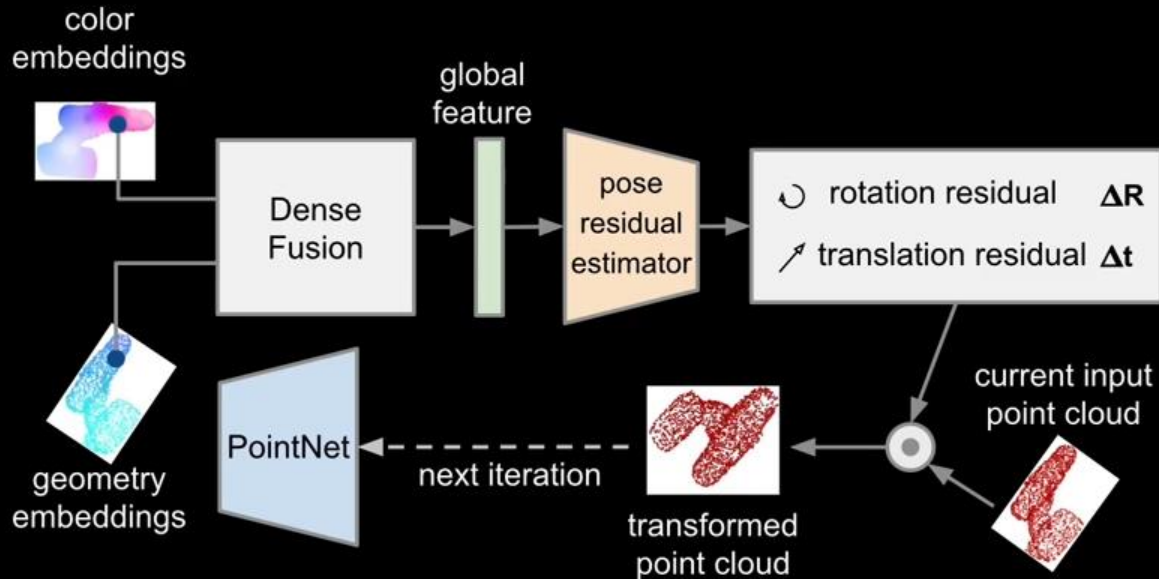 color
embeddings
global
feature
Dense
Fusion
pose
residual
estimator
rotation residual ΔR
translation residual Δt
geometry
embeddings
PointNet
next iteration
transformed
point cloud
current input
point cloud